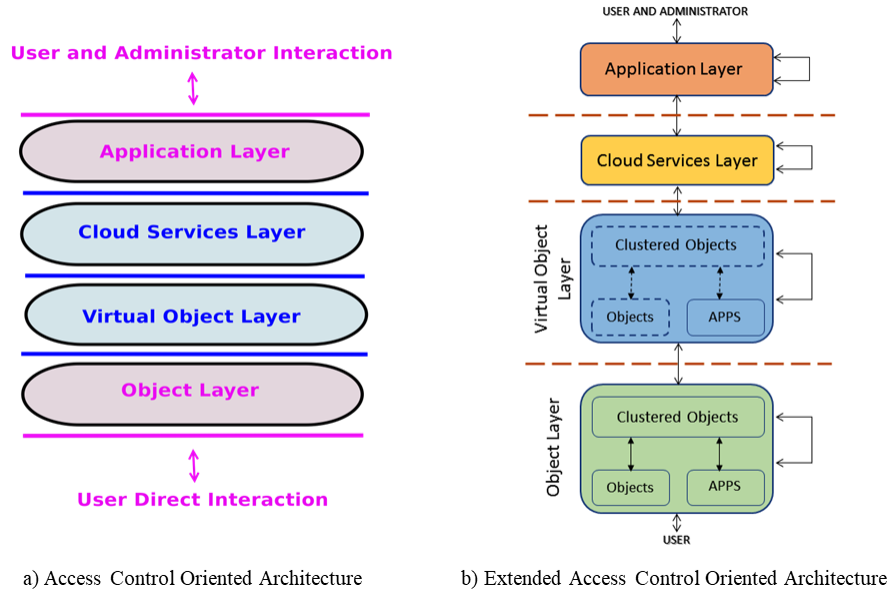 User and Administrator Interaction
Application Layer
Cloud Services Layer
Virtual Object Layer
Object Layer
User Direct Interaction
a) Access Control Oriented Architecture
USER AND ADMINISTRATOR
Application Layer
Cloud Services Layer
Virtual Object
Layer
Clustered Objects
Objects
APPS
Object Layer
Clustered Objects
Objects
APPS
USER
b) Extended Access Control Oriented Architecture